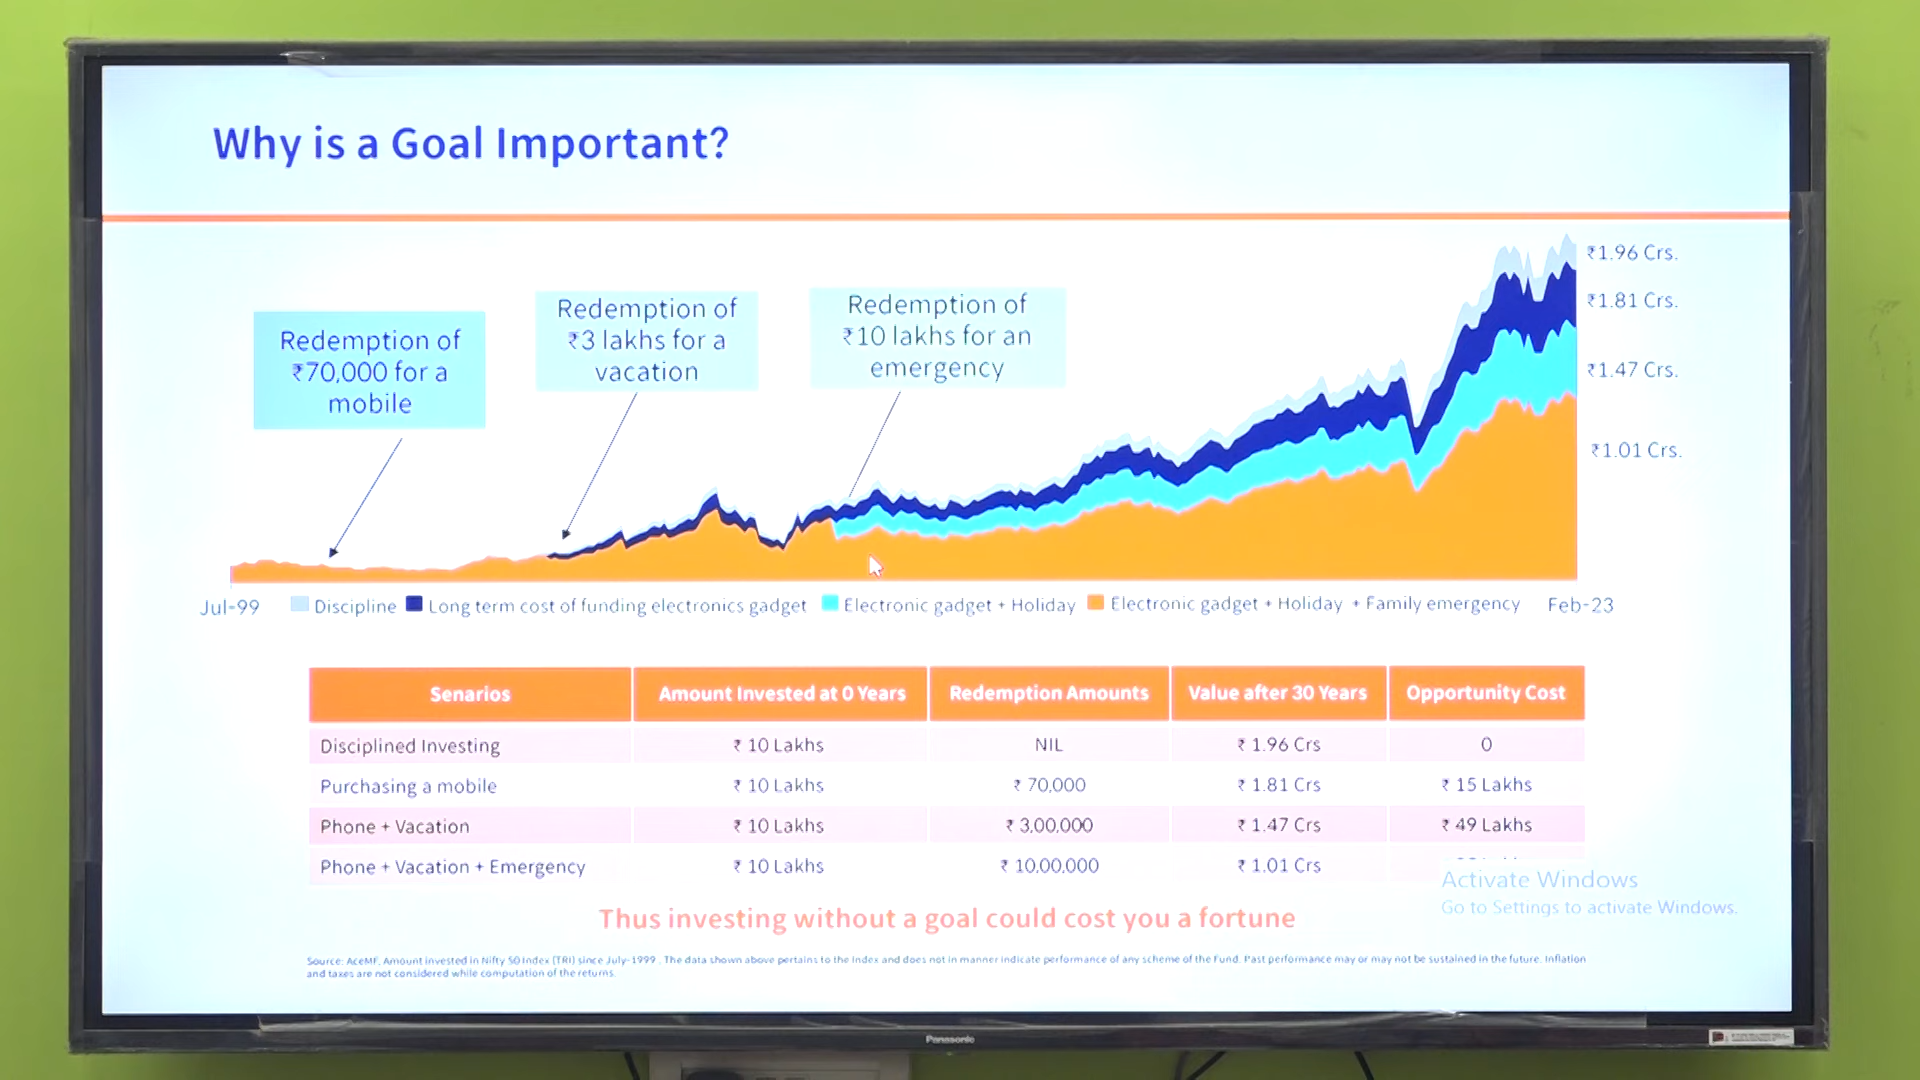 Why is a Goal Important?
Redemption of
₹70,000 for a
mobile
Redemption of
₹3 lakhs for a
vacation
Redemption of
₹10 lakhs for an
emergency
₹1.96 Crs.
₹1.81 Crs.
₹1.47 Crs.
₹1.01 Crs.
Jul-99 Discipline Long term cost of funding electronics gadget Electronic gadget + Holiday Electronic gadget + Holiday + Family emergency Feb-23
Senarios Amount Invested at 0 Years Redemption Amounts Value after 30 Years Opportunity Cost
Disciplined Investing ₹ 10 Lakhs NIL ₹ 1.96 Crs 0
Purchasing a mobile ₹ 10 Lakhs ₹ 70,000 ₹ 1.81 Crs ₹ 15 Lakhs
Phone + Vacation ₹ 10 Lakhs ₹ 3,00,000 ₹ 1.47 Crs ₹ 49 Lakhs
Phone + Vacation + Emergency ₹ 10 Lakhs ₹ 10,00,000 ₹ 1.01 Crs
Activate Windows
Go to Settings to activate Windows.
Thus investing without a goal could cost you a fortune
Source: AceMF, Amount invested in Nifty 50 Index (TRI) since July-1999 . The data shown above pertains to the Index and does not in manner indicate performance of any scheme of the Fund. Past performance may or may not be sustained in the future. Inflation
and taxes are not considered while computation of the returns.
Panasonic